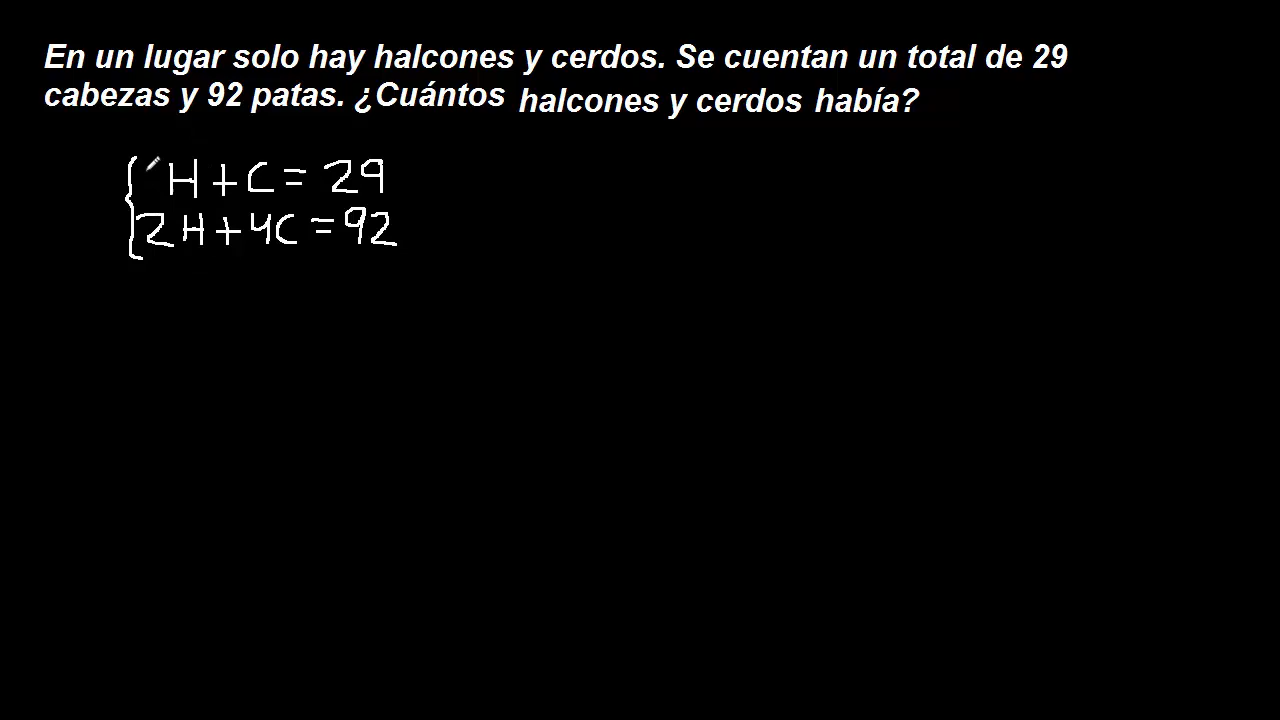 En un lugar solo hay halcones y cerdos. Se cuentan un total de 29
cabezas y 92 patas. ¿Cuántos halcones y cerdos había?
H + C = 29
2H + 4C = 92